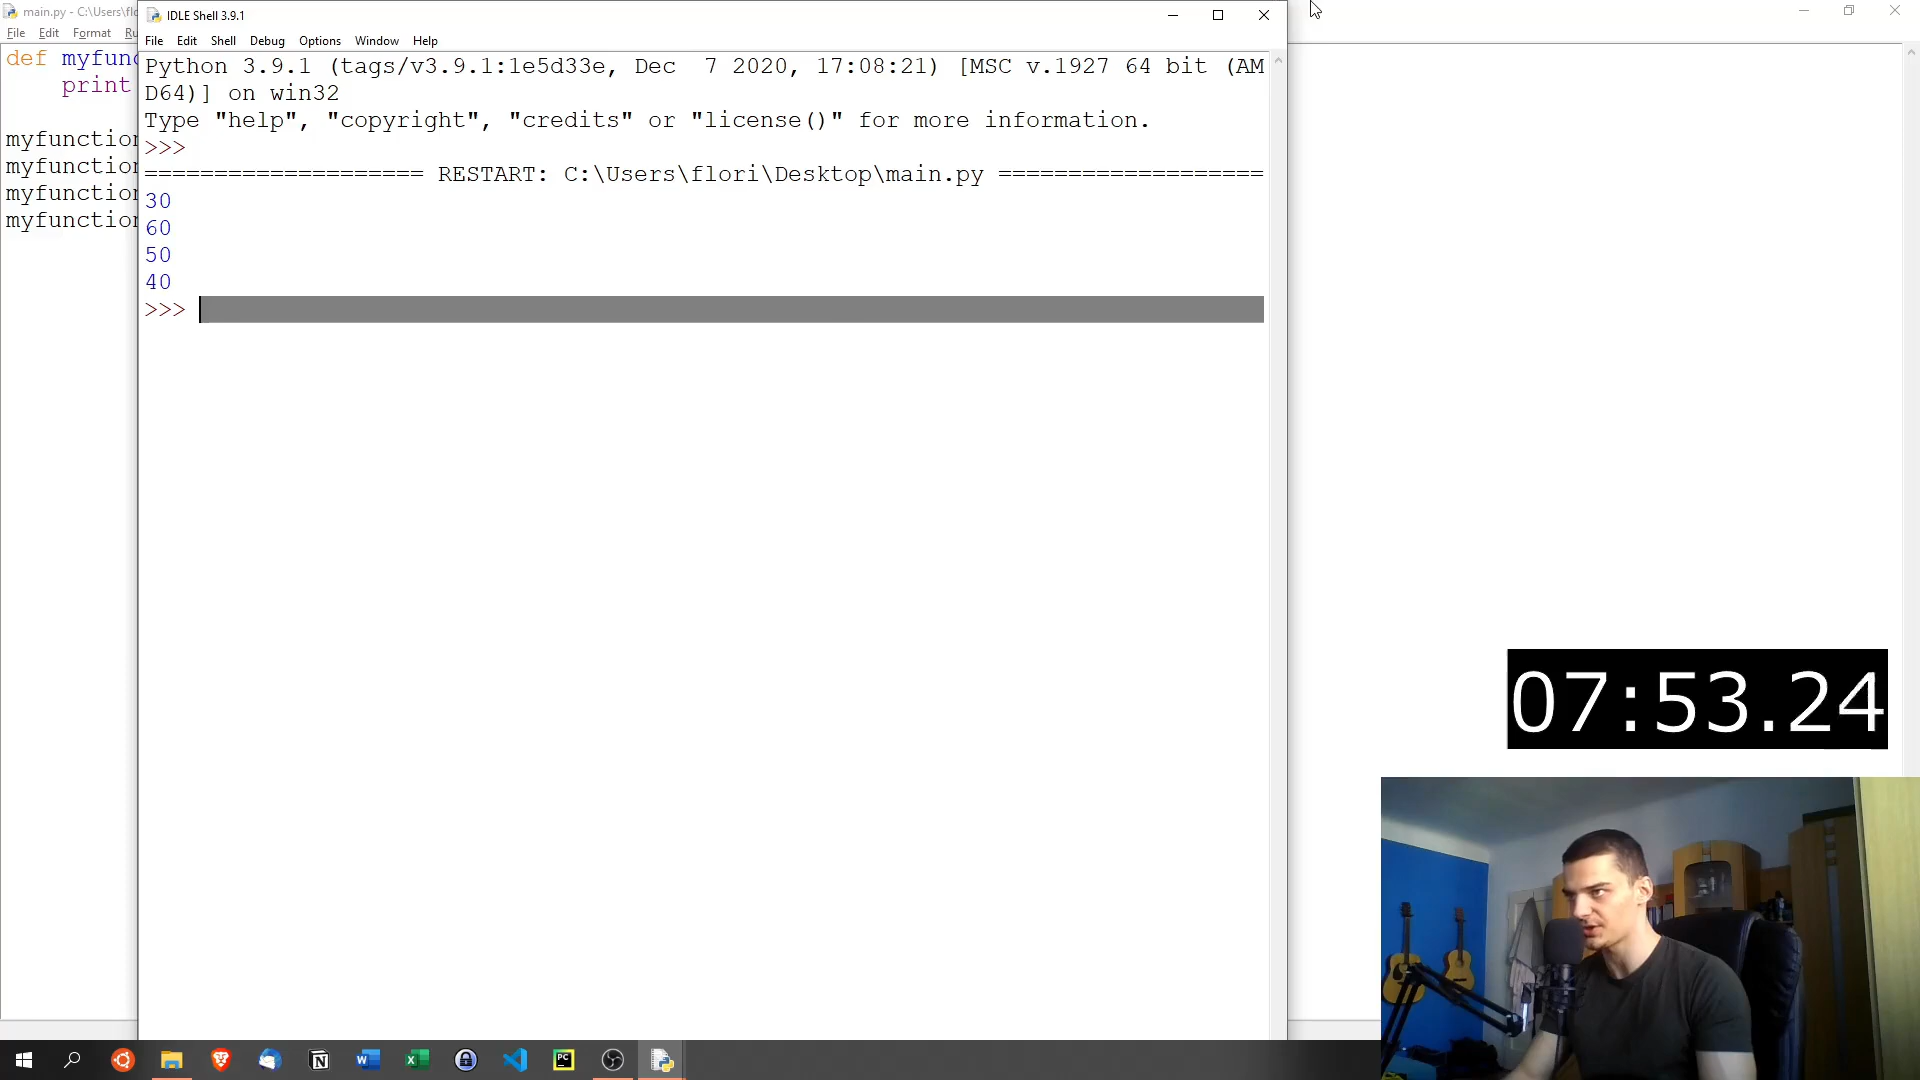 main.py - C:\Users\flo
IDLE Shell 3.9.1
File Edit Format Ru
File Edit Shell Debug Options Window Help
def myfunc
print
myfunction
myfunction
myfunction
myfunction
Python 3.9.1 (tags/v3.9.1:1e5d33e, Dec  7 2020, 17:08:21) [MSC v.1927 64 bit (AM
D64)] on win32
Type "help", "copyright", "credits" or "license()" for more information.
>>>
==================== RESTART: C:\Users\flori\Desktop\main.py ===================
30
60
50
40
>>>
07:53.24